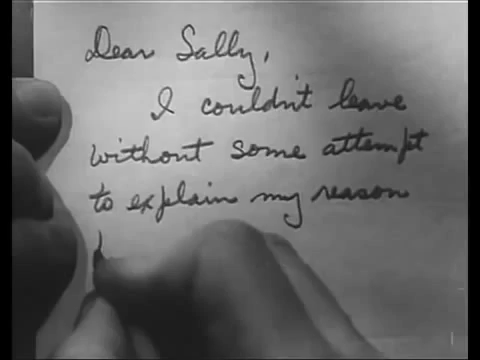 Dear Sally,
I couldn't leave
without some attempt
to explain my reason